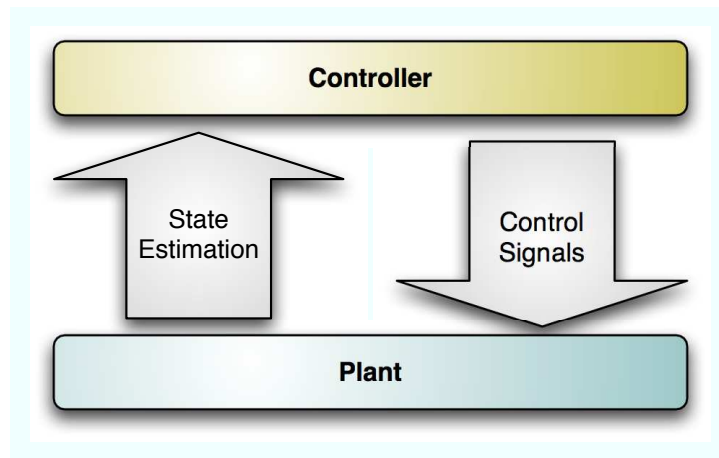 Controller
State
Estimation
Control
Signals
Plant